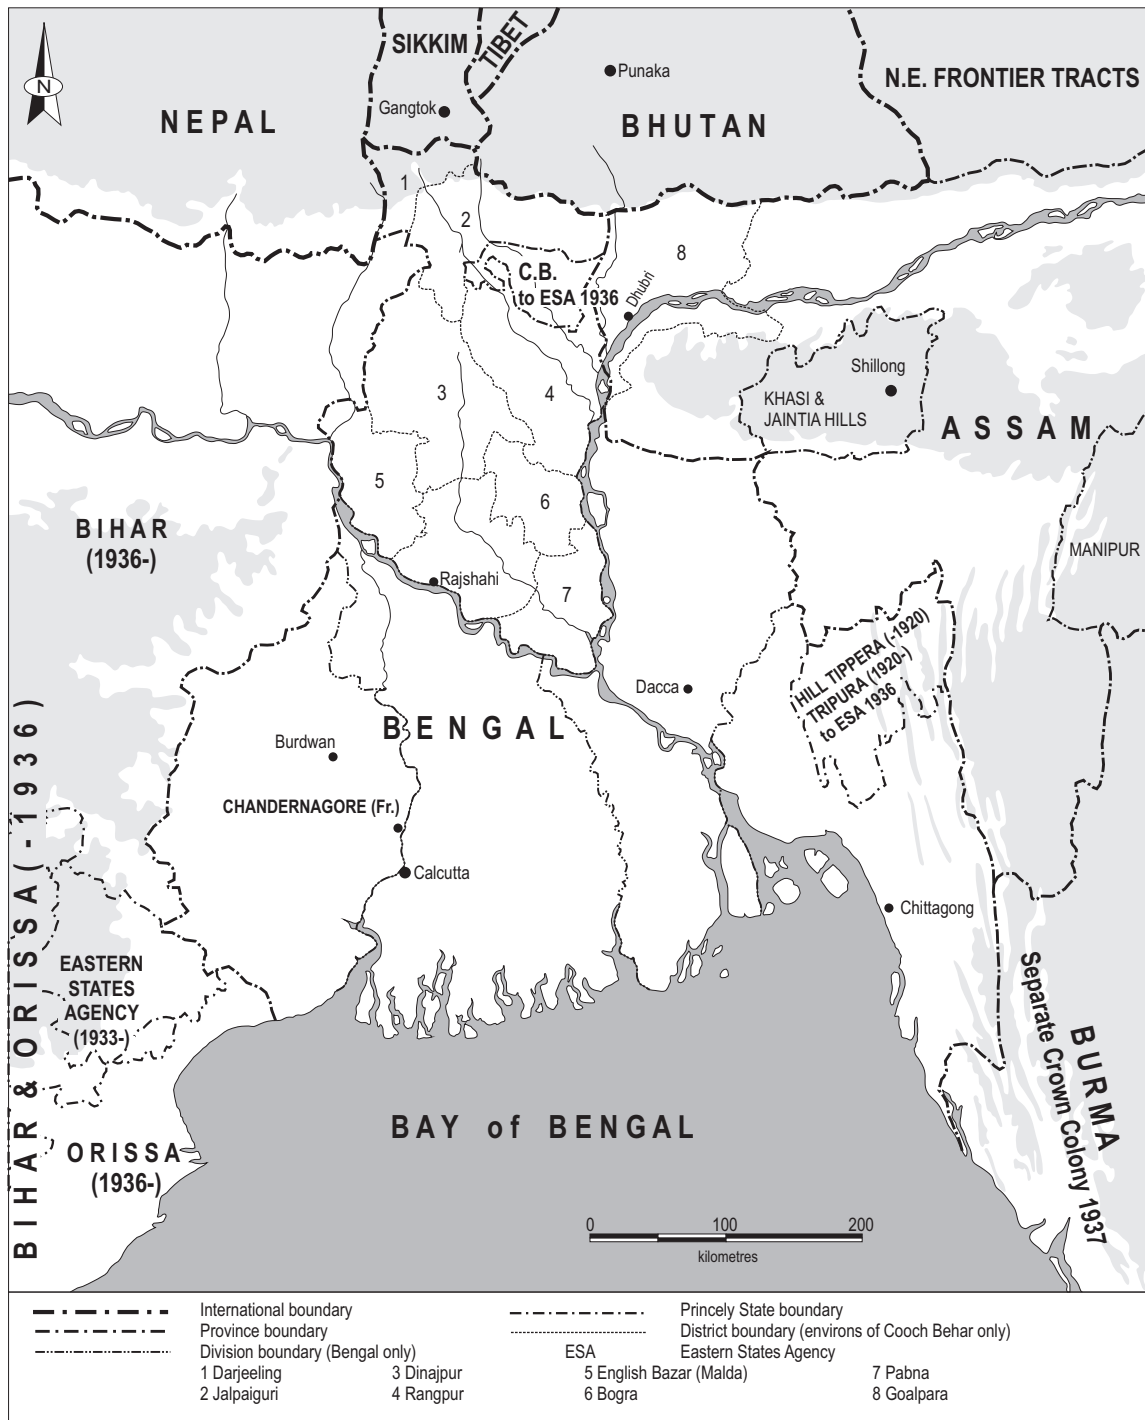 SIKKIM
TIBET
Punaka
N.E. FRONTIER TRACTS
N
Gangtok
NEPAL
BHUTAN
1
2
8
C.B.
to ESA 1936
Dhubri
Shillong
3
4
KHASI &
JAINTIA HILLS
ASSAM
5
6
BIHAR
(1936-)
MANIPUR
Rajshahi
7
HILL TIPPERA (-1920)
TRIPURA (1920-)
to ESA 1936
Dacca
BENGAL
Burdwan
CHANDERNAGORE (Fr.)
Calcutta
Chittagong
BIHAR & ORISSA (-1936)
EASTERN
STATES
AGENCY
(1933-)
BURMA
Separate Crown Colony 1937
BAY of BENGAL
ORISSA
(1936-)
0 100 200
kilometres
International boundary
Princely State boundary
Province boundary
District boundary (environs of Cooch Behar only)
Division boundary (Bengal only)
ESA Eastern States Agency
1 Darjeeling 3 Dinajpur 5 English Bazar (Malda) 7 Pabna
2 Jalpaiguri 4 Rangpur 6 Bogra 8 Goalpara